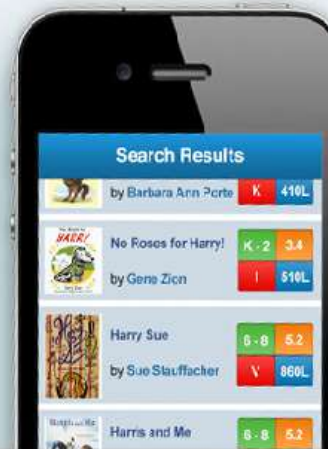 Search Results
by Barbara Ann Porte K 410L
No Roses for Harry! K - 2 3.4
by Gene Zion I 510L
HARRY!
Harry Sue 6 - 8 5.2
by Sue Stauffacher V 860L
Harris and Me 6 - 8 5.2